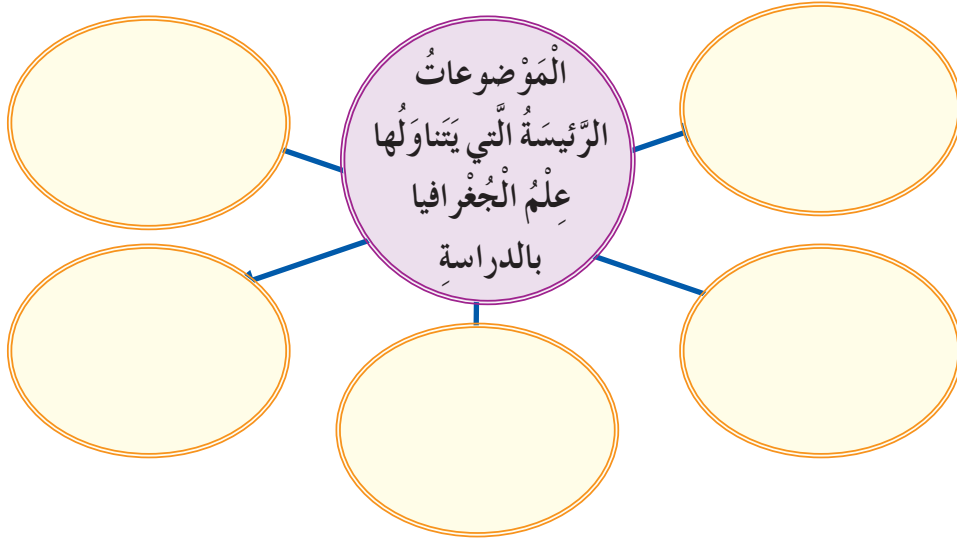 الْمَوْضوعاتُ
الرَّئيسَةُ الَّتي يَتَناوَلُها
عِلْمُ الْجُغْرافيا
بالدراسةِ